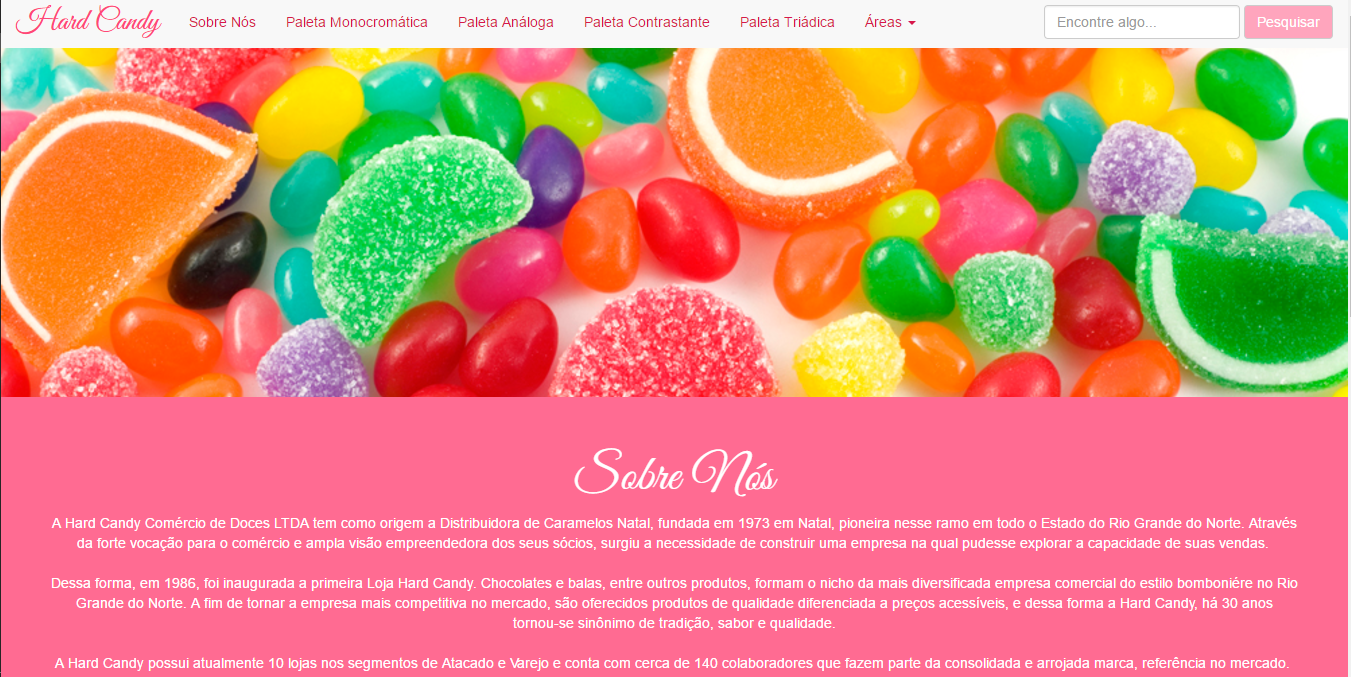 Hard Candy Sobre Nós Paleta Monocromática Paleta Análoga Paleta Contrastante Paleta Triádica Áreas Encontre algo... Pesquisar
Sobre Nós
A Hard Candy Comércio de Doces LTDA tem como origem a Distribuidora de Caramelos Natal, fundada em 1973 em Natal, pioneira nesse ramo em todo o Estado do Rio Grande do Norte. Através
da forte vocação para o comércio e ampla visão empreendedora dos seus sócios, surgiu a necessidade de construir uma empresa na qual pudesse explorar a capacidade de suas vendas.
Dessa forma, em 1986, foi inaugurada a primeira Loja Hard Candy. Chocolates e balas, entre outros produtos, formam o nicho da mais diversificada empresa comercial do estilo bomboniére no Rio
Grande do Norte. A fim de tornar a empresa mais competitiva no mercado, são oferecidos produtos de qualidade diferenciada a preços acessíveis, e dessa forma a Hard Candy, há 30 anos
tornou-se sinônimo de tradição, sabor e qualidade.
A Hard Candy possui atualmente 10 lojas nos segmentos de Atacado e Varejo e conta com cerca de 140 colaboradores que fazem parte da consolidada e arrojada marca, referência no mercado.